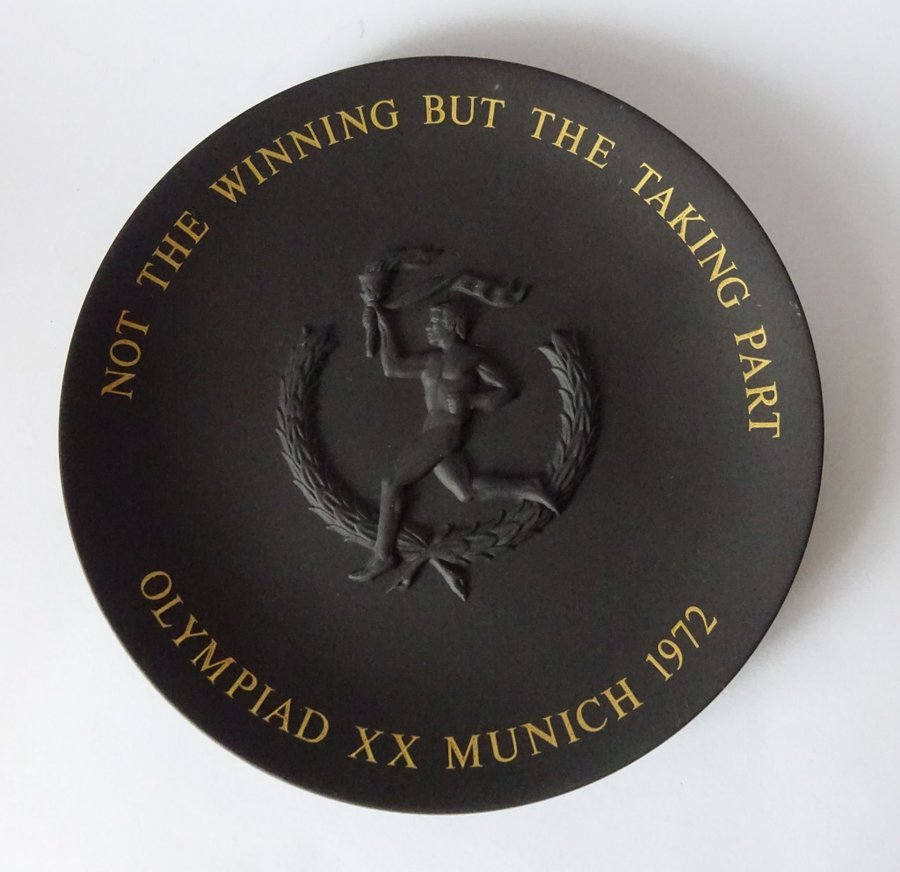 NOT THE WINNING BUT THE TAKING PART
OLYMPIAD XX MUNICH 1972